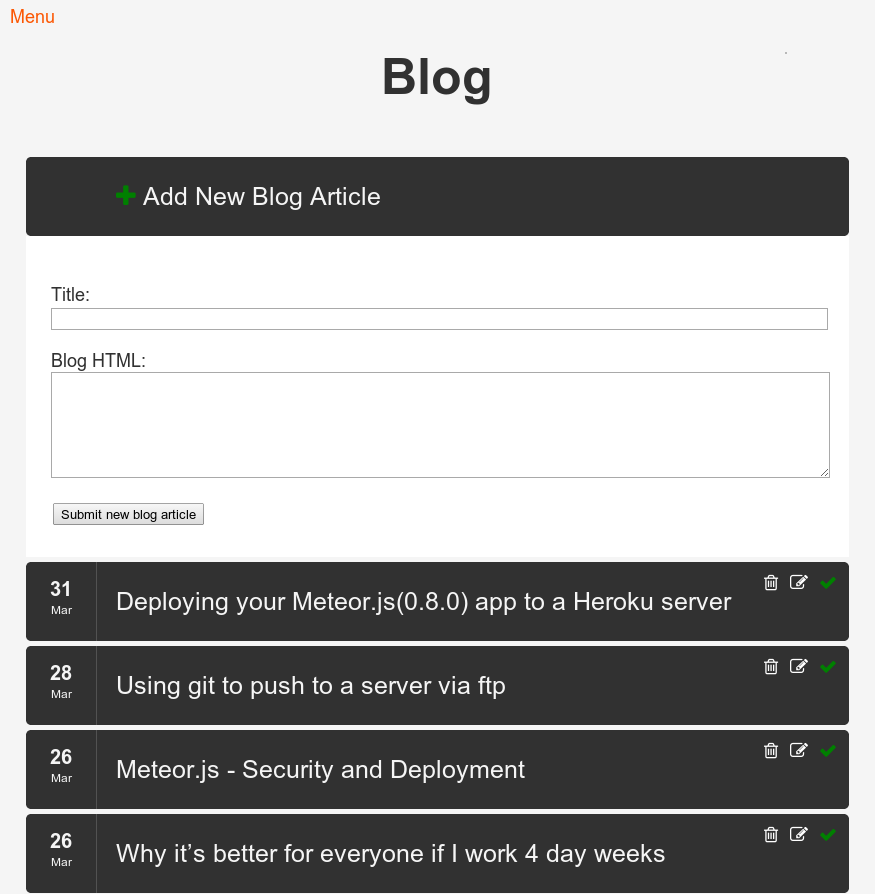 Menu
Blog
Add New Blog Article
Title:
Blog HTML:
Submit new blog article
31
Mar
Deploying your Meteor.js(0.8.0) app to a Heroku server
28
Mar
Using git to push to a server via ftp
26
Mar
Meteor.js - Security and Deployment
26
Mar
Why it’s better for everyone if I work 4 day weeks